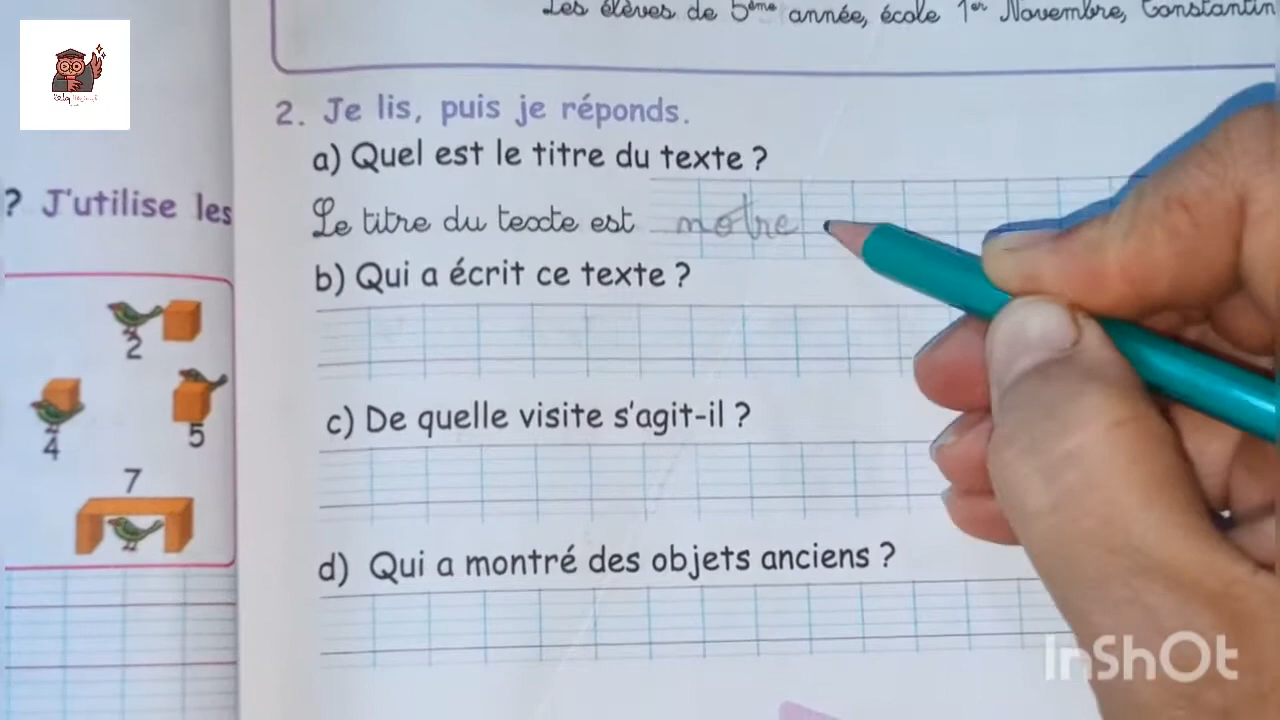 Les élèves de 5ème année, école 1er Novembre, Constantin
2. Je lis, puis je réponds.
a) Quel est le titre du texte ?
Le titre du texte est notre
b) Qui a écrit ce texte ?
c) De quelle visite s'agit-il ?
d) Qui a montré des objets anciens ?
? J'utilise les
2
4
5
7
InShOt